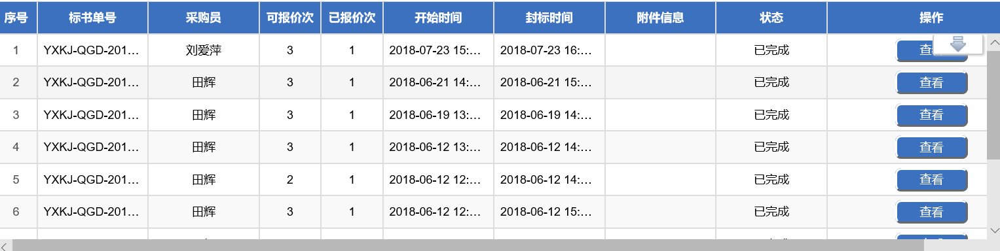 序号 标书单号 采购员 可报价次 已报价次 开始时间 封标时间 附件信息 状态 操作
1 YXKJ-QGD-201... 刘爱萍 3 1 2018-07-23 15:... 2018-07-23 16:... 已完成 查
2 YXKJ-QGD-201... 田辉 3 1 2018-06-21 14:... 2018-06-21 15:... 已完成 查看
3 YXKJ-QGD-201... 田辉 3 1 2018-06-19 13:... 2018-06-19 14:... 已完成 查看
4 YXKJ-QGD-201... 田辉 3 1 2018-06-12 13:... 2018-06-12 14:... 已完成 查看
5 YXKJ-QGD-201... 田辉 2 1 2018-06-12 12:... 2018-06-12 14:... 已完成 查看
6 YXKJ-QGD-201... 田辉 3 1 2018-06-12 12:... 2018-06-12 15:... 已完成 查看